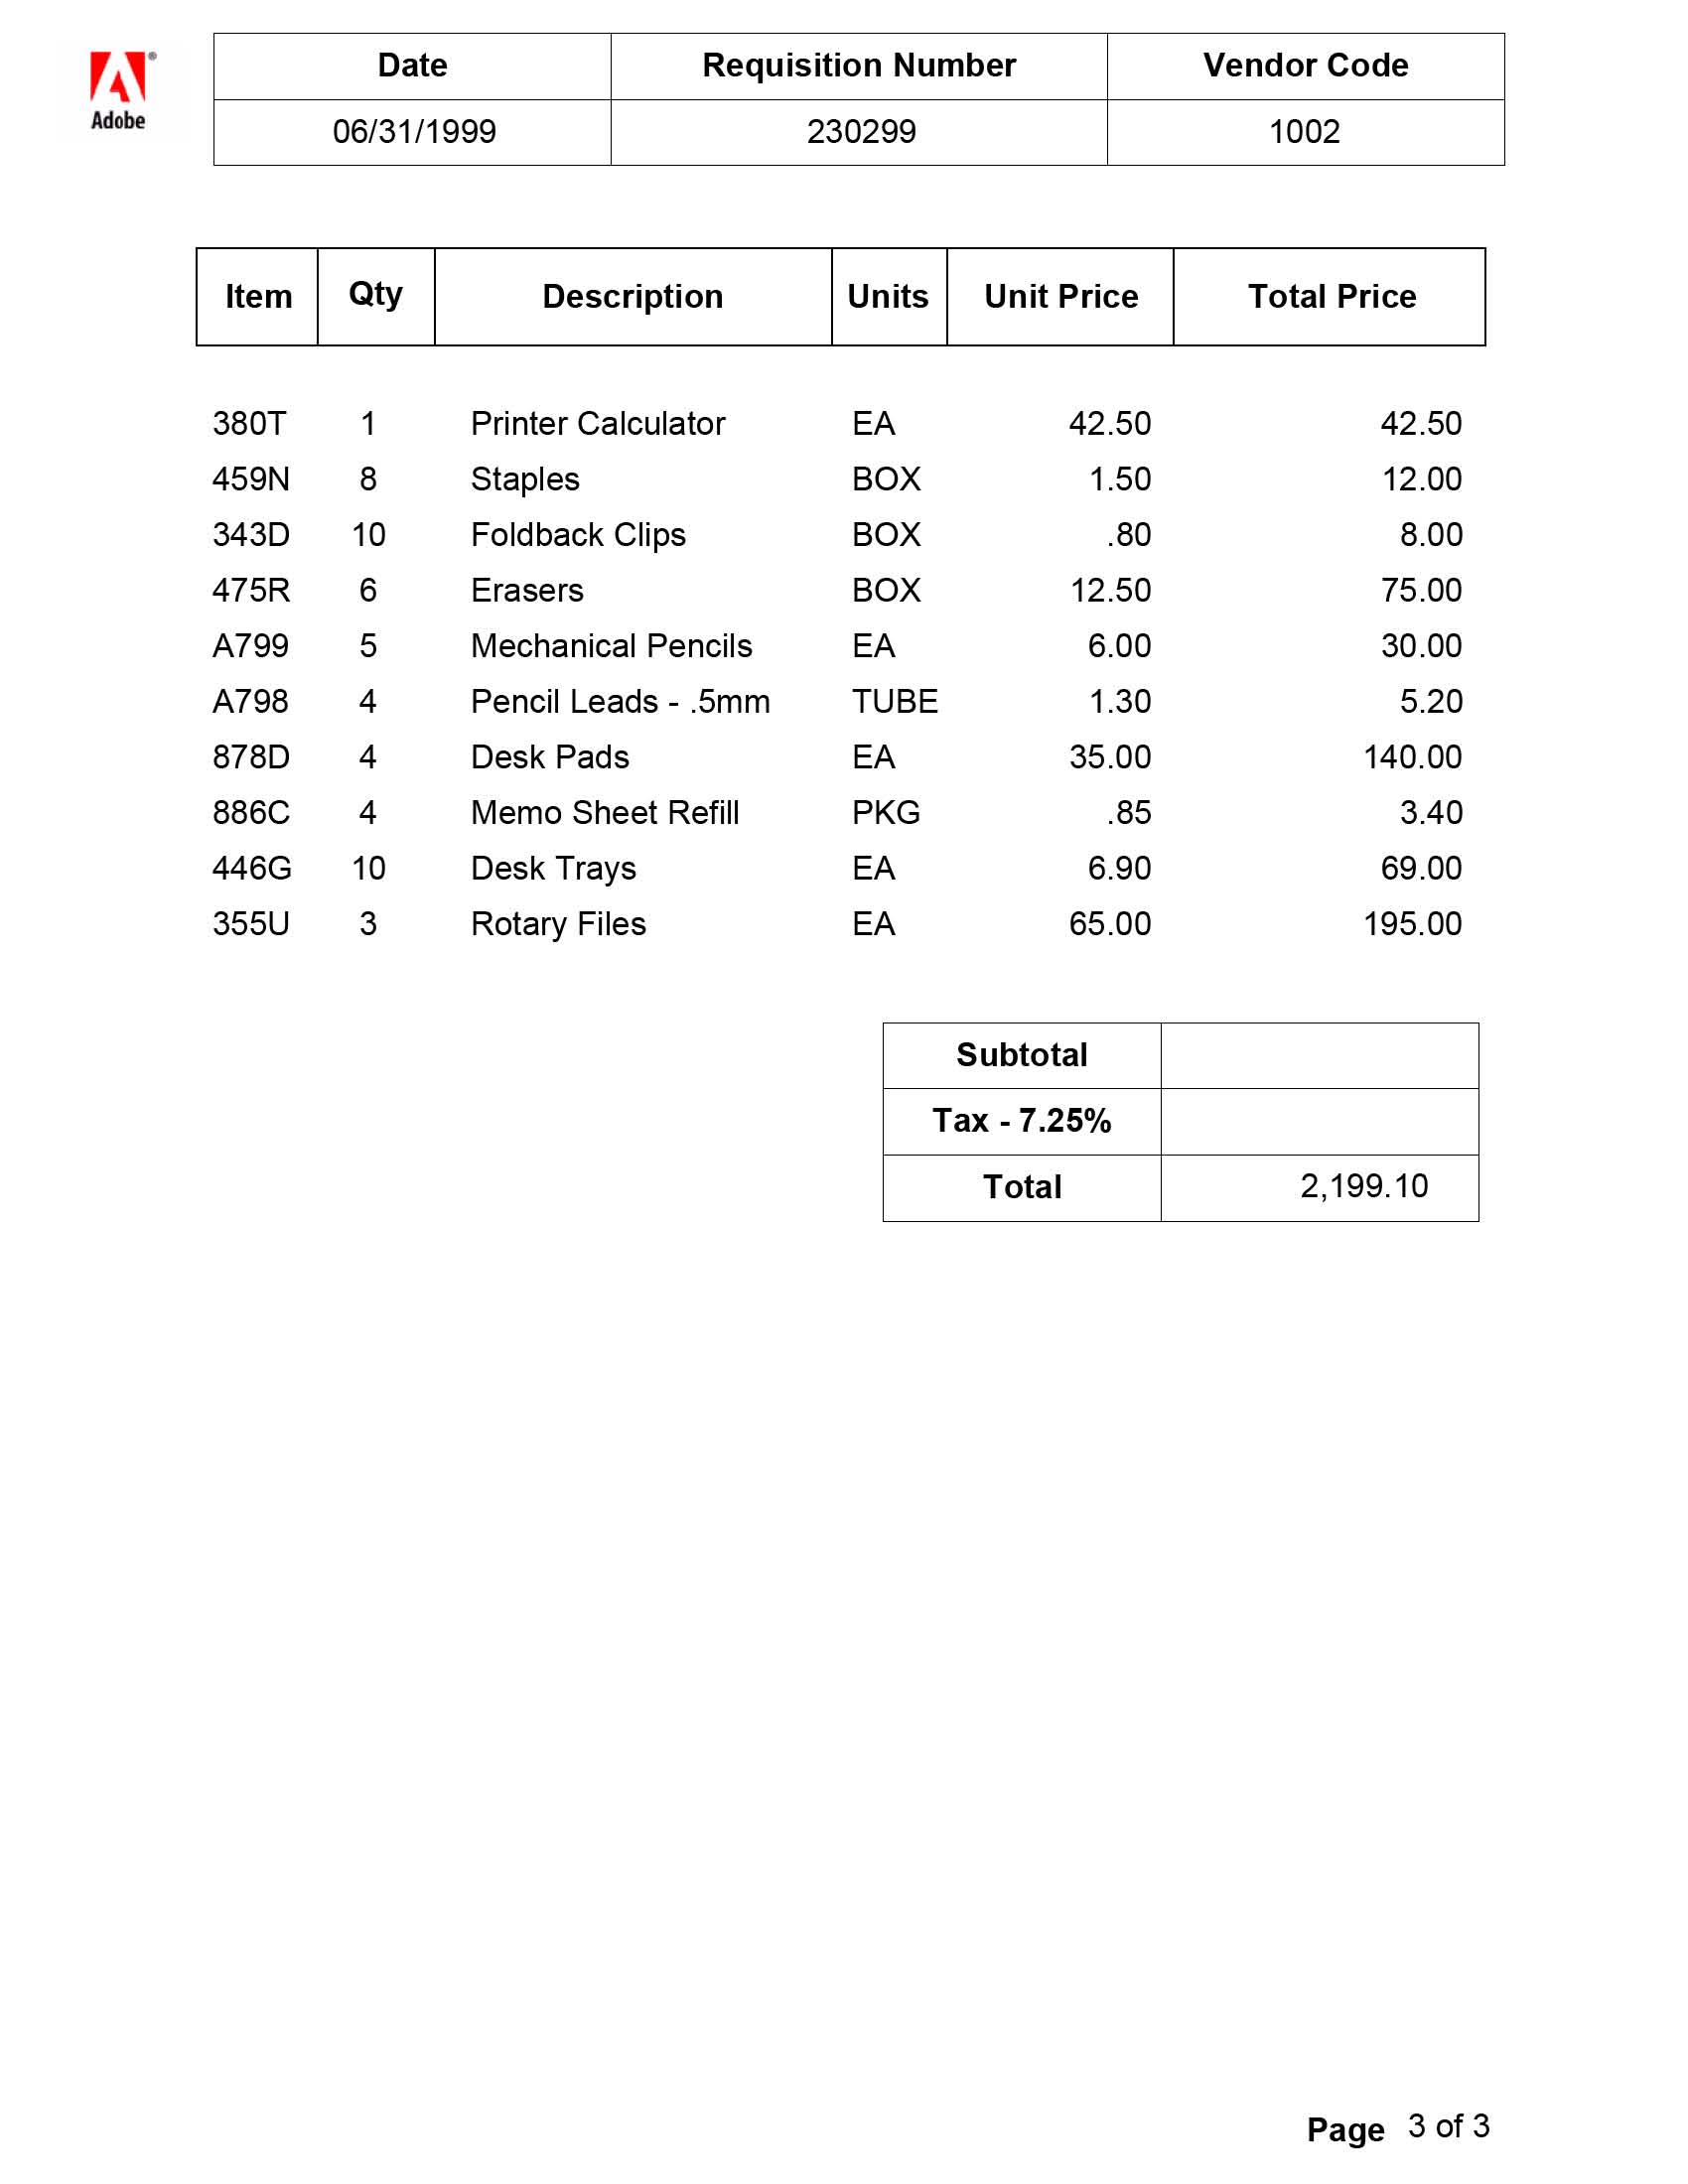 Adobe®
Date Requisition Number Vendor Code
06/31/1999 230299 1002
Item Qty Description Units Unit Price Total Price
380T 1 Printer Calculator EA 42.50 42.50
459N 8 Staples BOX 1.50 12.00
343D 10 Foldback Clips BOX .80 8.00
475R 6 Erasers BOX 12.50 75.00
A799 5 Mechanical Pencils EA 6.00 30.00
A798 4 Pencil Leads - .5mm TUBE 1.30 5.20
878D 4 Desk Pads EA 35.00 140.00
886C 4 Memo Sheet Refill PKG .85 3.40
446G 10 Desk Trays EA 6.90 69.00
355U 3 Rotary Files EA 65.00 195.00
Subtotal
Tax - 7.25%
Total 2,199.10
Page 3 of 3